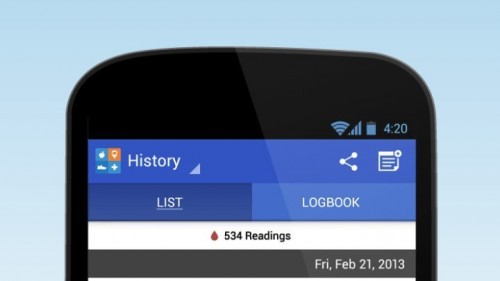 4:20
History
LIST
LOGBOOK
534 Readings
Fri, Feb 21, 2013